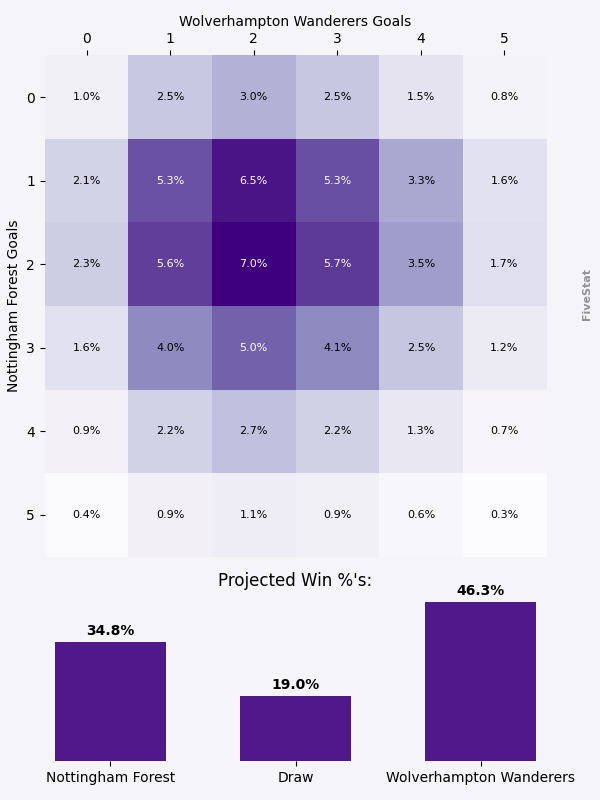 Wolverhampton Wanderers Goals
0 1 2 3 4 5
0 1.0% 2.5% 3.0% 2.5% 1.5% 0.8%
1 2.1% 5.3% 6.5% 5.3% 3.3% 1.6%
2 2.3% 5.6% 7.0% 5.7% 3.5% 1.7%
3 1.6% 4.0% 5.0% 4.1% 2.5% 1.2%
4 0.9% 2.2% 2.7% 2.2% 1.3% 0.7%
5 0.4% 0.9% 1.1% 0.9% 0.6% 0.3%
Nottingham Forest Goals
FiveStat
Projected Win %'s:
34.8% 19.0% 46.3%
Nottingham Forest Draw Wolverhampton Wanderers